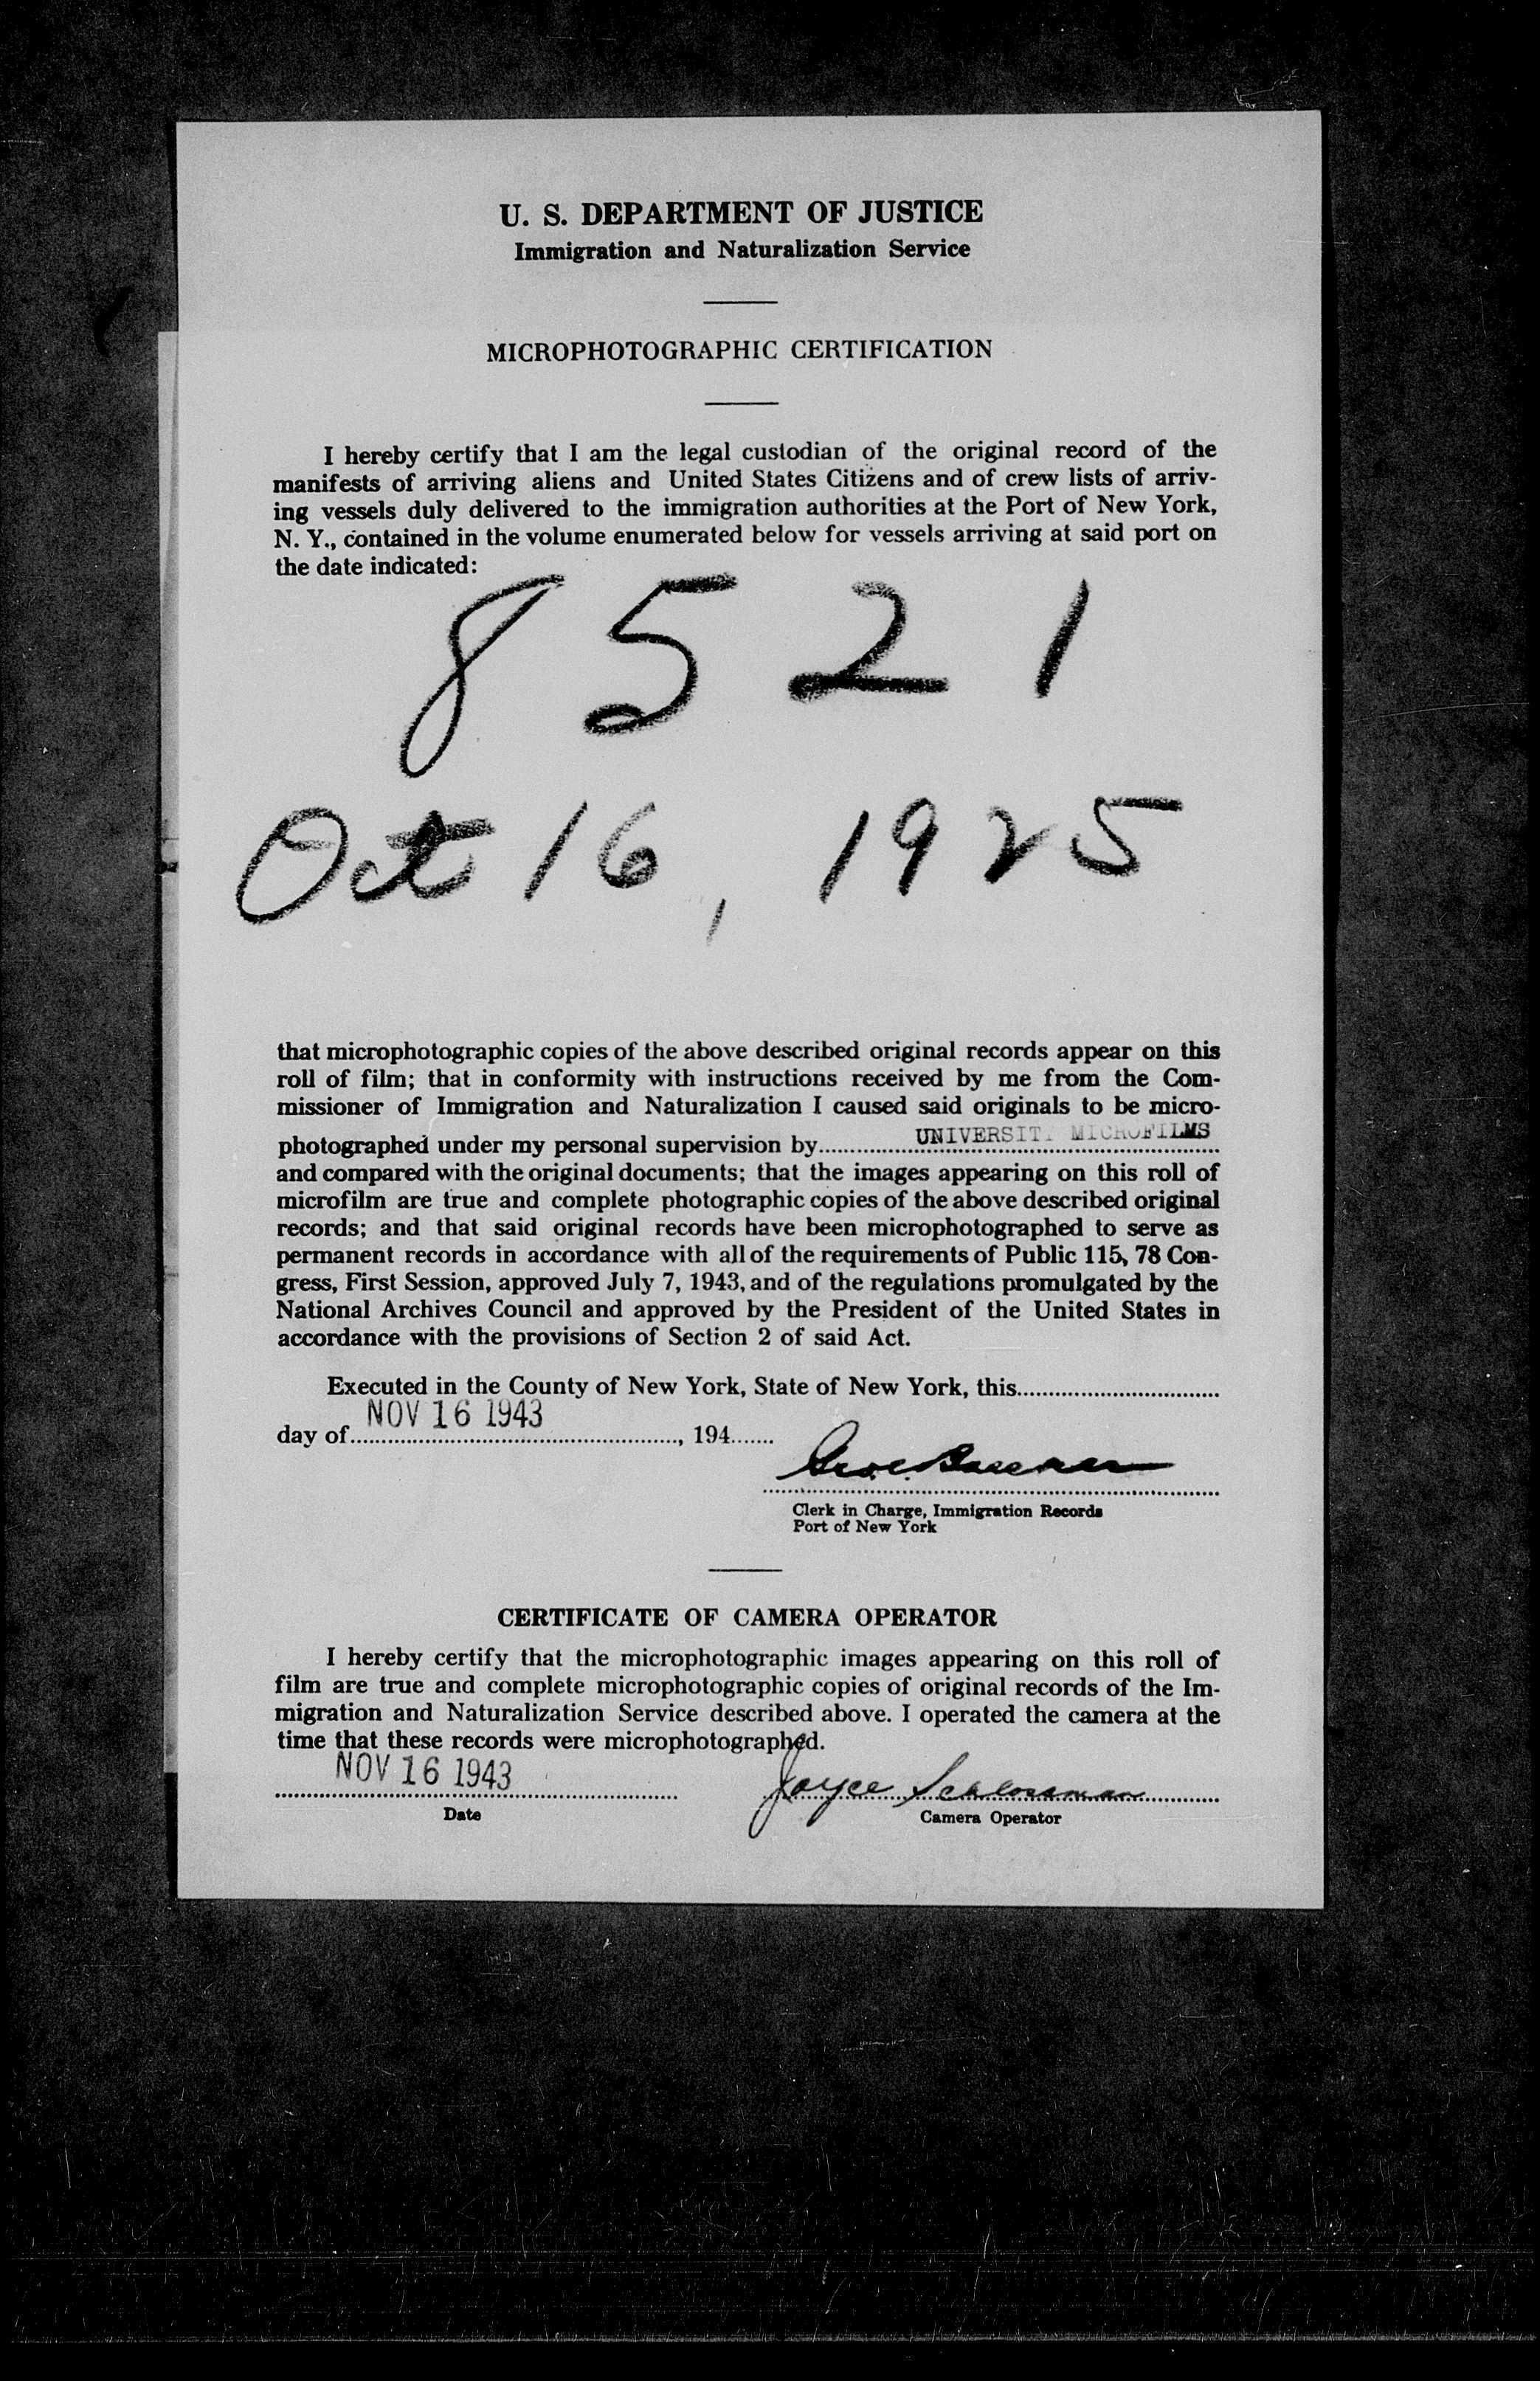 U. S. DEPARTMENT OF JUSTICE
Immigration and Naturalization Service
MICROPHOTOGRAPHIC CERTIFICATION
I hereby certify that I am the legal custodian of the original record of the
manifests of arriving aliens and United States Citizens and of crew lists of arriv-
ing vessels duly delivered to the immigration authorities at the Port of New York,
N. Y., contained in the volume enumerated below for vessels arriving at said port on
the date indicated:
8521
Oct 16, 1925
that microphotographic copies of the above described original records appear on this
roll of film; that in conformity with instructions received by me from the Com-
missioner of Immigration and Naturalization I caused said originals to be micro-
photographed under my personal supervision by UNIVERSITY MICROFILMS
and compared with the original documents; that the images appearing on this roll of
microfilm are true and complete photographic copies of the above described original
records; and that said original records have been microphotographed to serve as
permanent records in accordance with all of the requirements of Public 115, 78 Con-
gress, First Session, approved July 7, 1943, and of the regulations promulgated by the
National Archives Council and approved by the President of the United States in
accordance with the provisions of Section 2 of said Act.
Executed in the County of New York, State of New York, this
day of NOV 16 1943, 194
Clerk in Charge, Immigration Records
Port of New York
CERTIFICATE OF CAMERA OPERATOR
I hereby certify that the microphotographic images appearing on this roll of
film are true and complete microphotographic copies of original records of the Im-
migration and Naturalization Service described above. I operated the camera at the
time that these records were microphotographed.
NOV 16 1943 Joyce Schlossman
Date Camera Operator